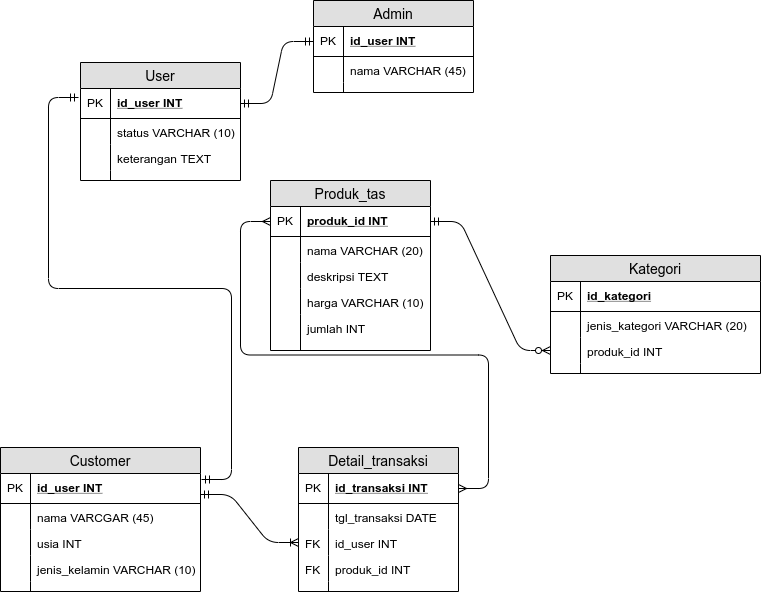 Admin
PK id_user INT
nama VARCHAR (45)
User
PK id_user INT
status VARCHAR (10)
keterangan TEXT
Produk_tas
PK produk_id INT
nama VARCHAR (20)
deskripsi TEXT
harga VARCHAR (10)
jumlah INT
Kategori
PK id_kategori
jenis_kategori VARCHAR (20)
produk_id INT
Customer
PK id_user INT
nama VARCGAR (45)
usia INT
jenis_kelamin VARCHAR (10)
Detail_transaksi
PK id_transaksi INT
tgl_transaksi DATE
FK id_user INT
FK produk_id INT